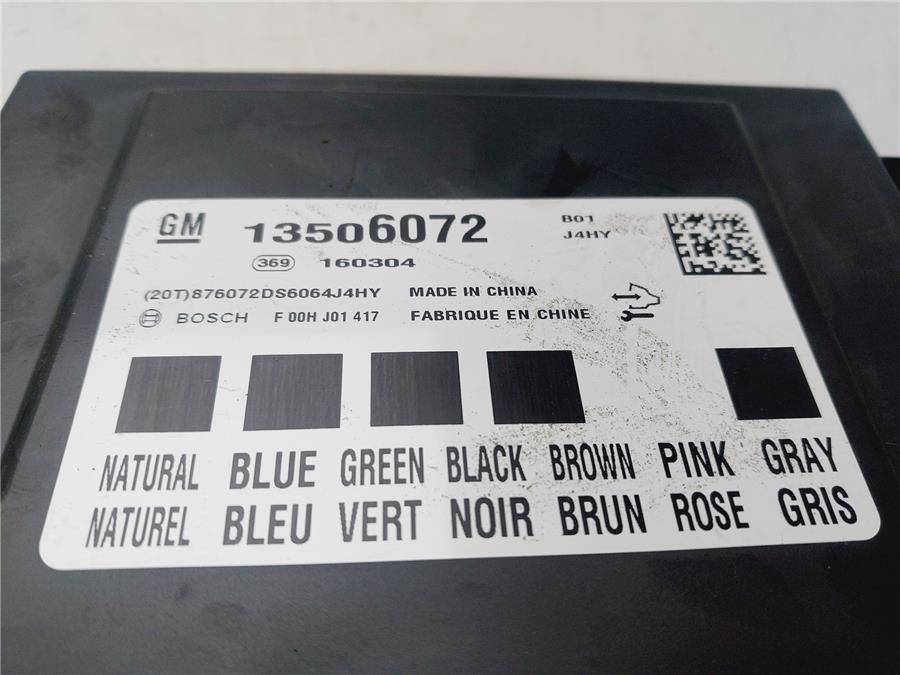 GM 13506072 B01
J4HY
369 160304
(20T)876072DS6064J4HY MADE IN CHINA
BOSCH F 00H J01 417 FABRIQUE EN CHINE
NATURAL BLUE GREEN BLACK BROWN PINK GRAY
NATUREL BLEU VERT NOIR BRUN ROSE GRIS